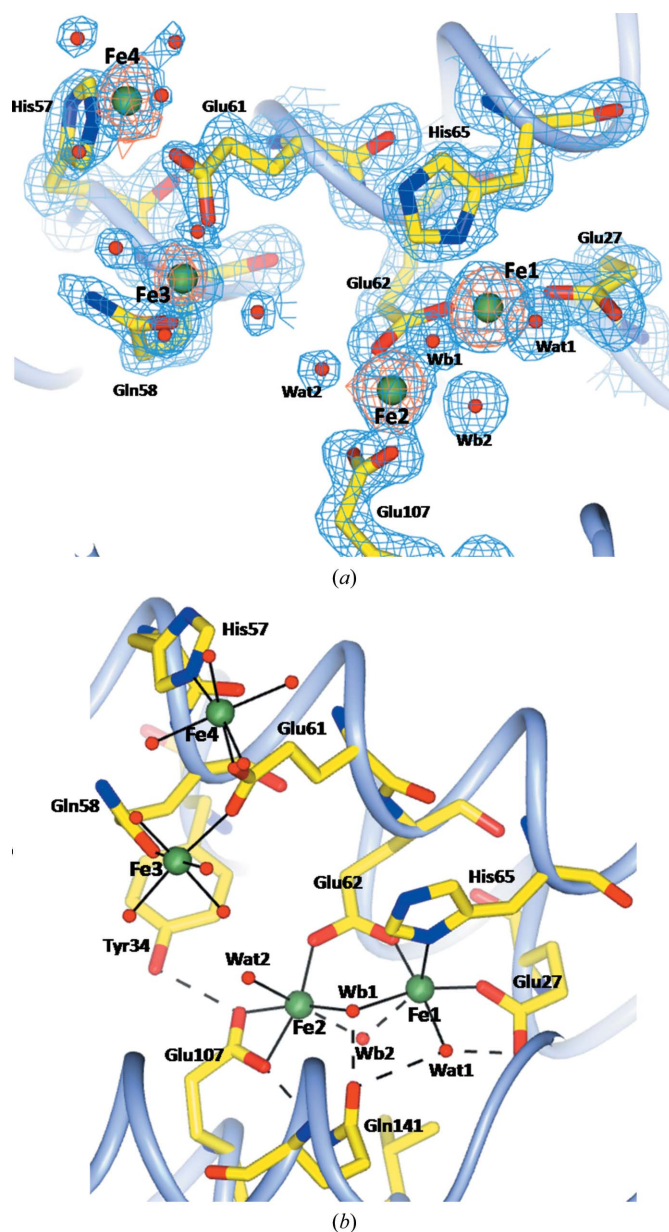 Fe4
His57
Glu61
His65
Glu27
Fe1
Glu62
Fe3
Wb1
Wat1
Gln58
Wat2
Fe2
Wb2
Glu107
(a)
His57
Fe4
Glu61
Gln58
Fe3
Glu62
His65
Tyr34
Wat2
Wb1
Glu27
Fe2
Fe1
Wb2
Glu107
Wat1
Gln141
(b)